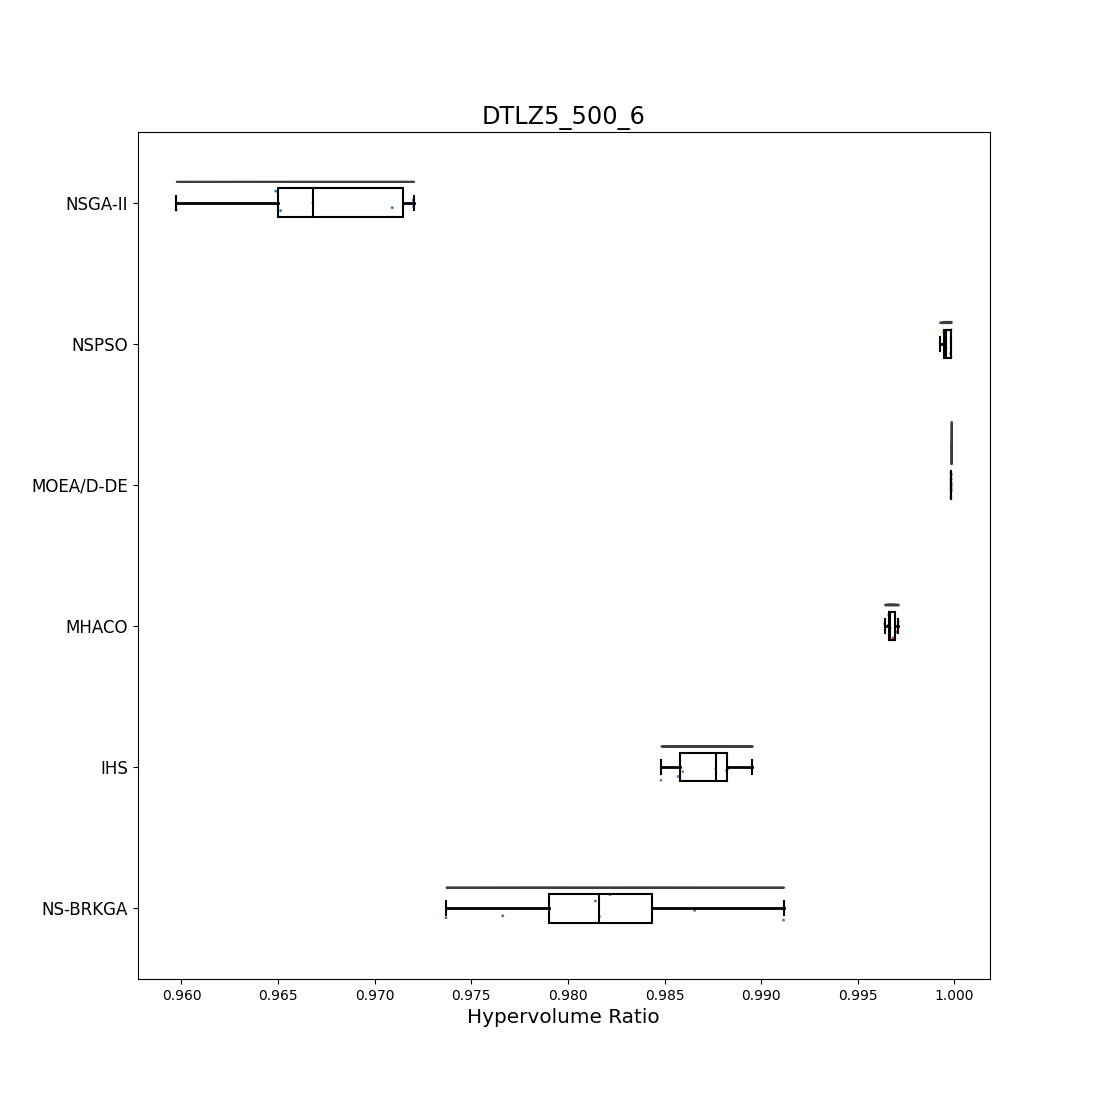 DTLZ5_500_6
NSGA-II
NSPSO
MOEA/D-DE
MHACO
IHS
NS-BRKGA
0.960 0.965 0.970 0.975 0.980 0.985 0.990 0.995 1.000
Hypervolume Ratio